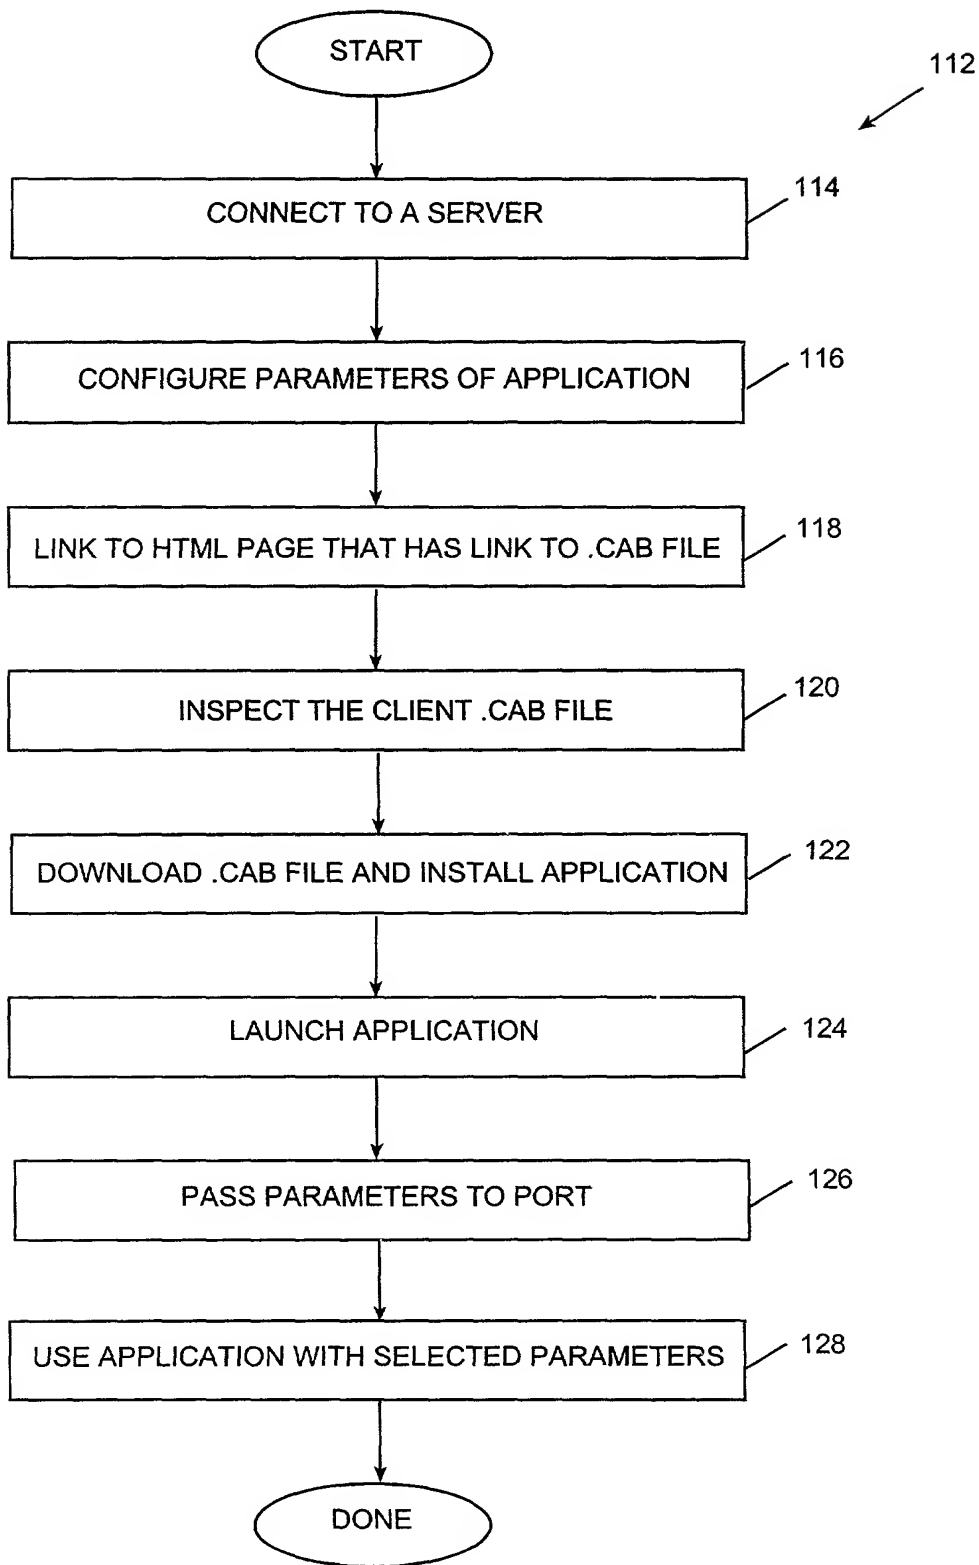 START
112
CONNECT TO A SERVER
114
CONFIGURE PARAMETERS OF APPLICATION
116
LINK TO HTML PAGE THAT HAS LINK TO .CAB FILE
118
INSPECT THE CLIENT .CAB FILE
120
DOWNLOAD .CAB FILE AND INSTALL APPLICATION
122
LAUNCH APPLICATION
124
PASS PARAMETERS TO PORT
126
USE APPLICATION WITH SELECTED PARAMETERS
128
DONE